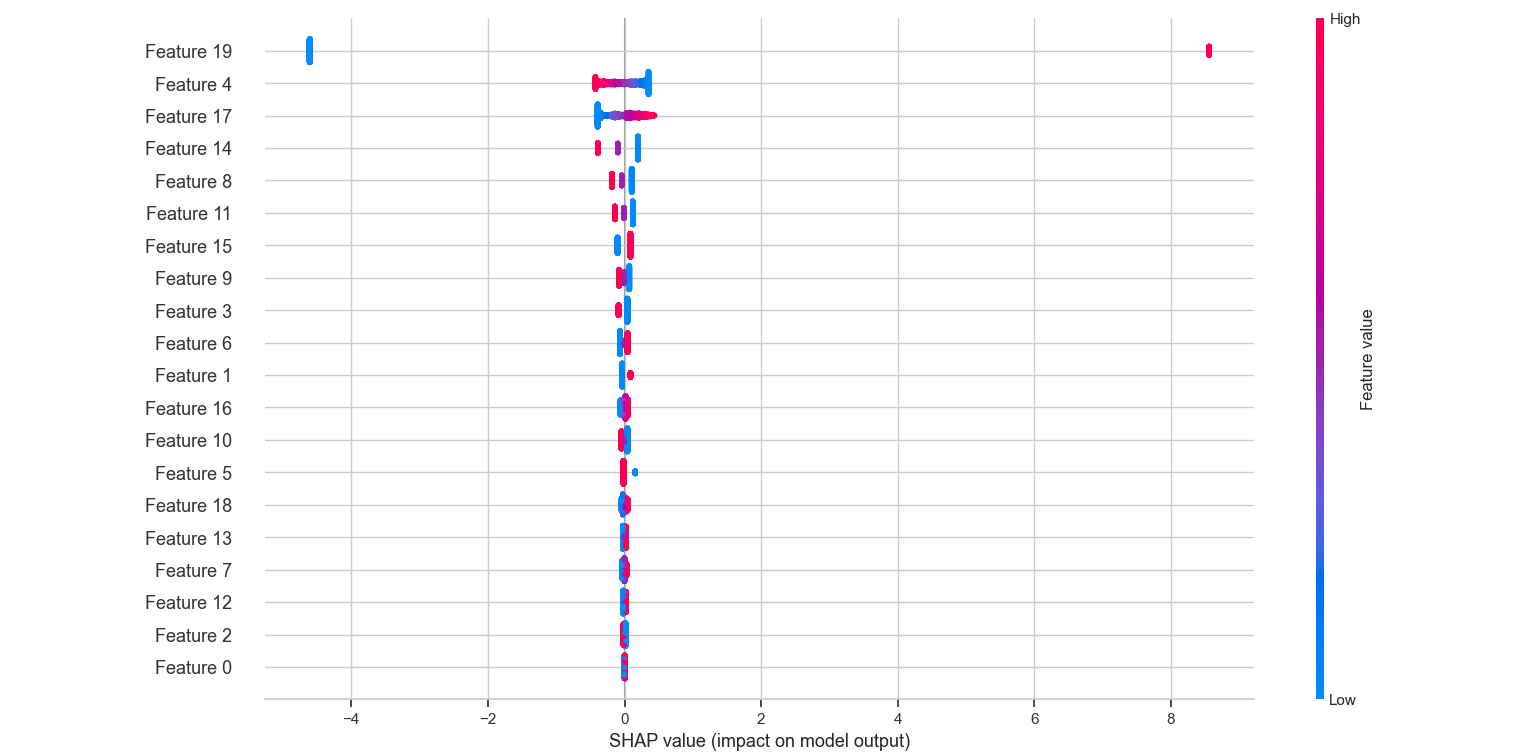 High
Feature 19
Feature 4
Feature 17
Feature 14
Feature 8
Feature 11
Feature 15
Feature 9
Feature 3
Feature 6
Feature 1
Feature 16
Feature 10
Feature 5
Feature 18
Feature 13
Feature 7
Feature 12
Feature 2
Feature 0
Feature value
Low
−4 −2 0 2 4 6 8
SHAP value (impact on model output)